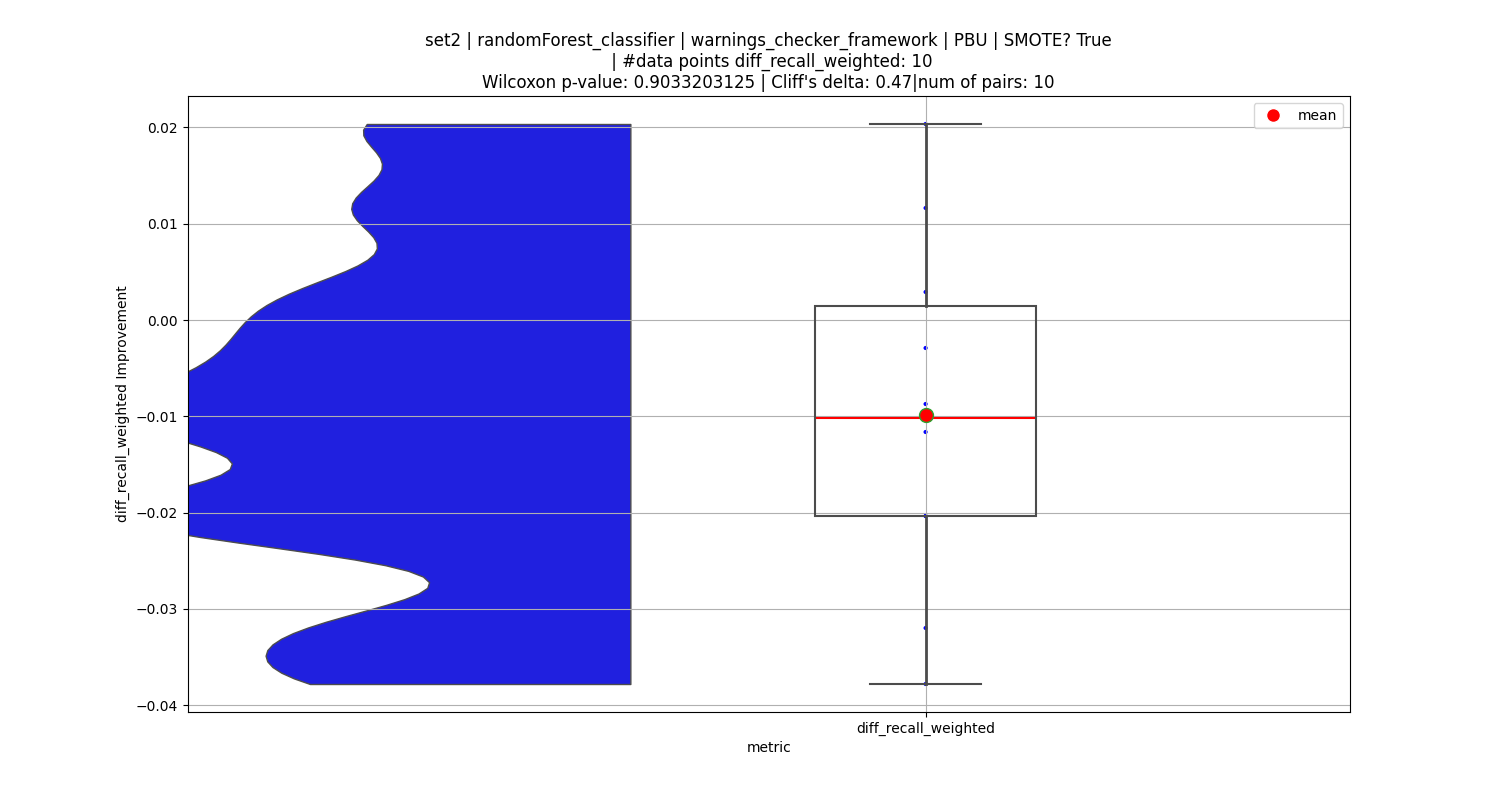 set2 | randomForest_classifier | warnings_checker_framework | PBU | SMOTE? True
| #data points diff_recall_weighted: 10
Wilcoxon p-value: 0.9033203125 | Cliff's delta: 0.47|num of pairs: 10
mean
0.02
0.01
0.00
−0.01
−0.02
−0.03
−0.04
diff_recall_weighted Improvement
diff_recall_weighted
metric